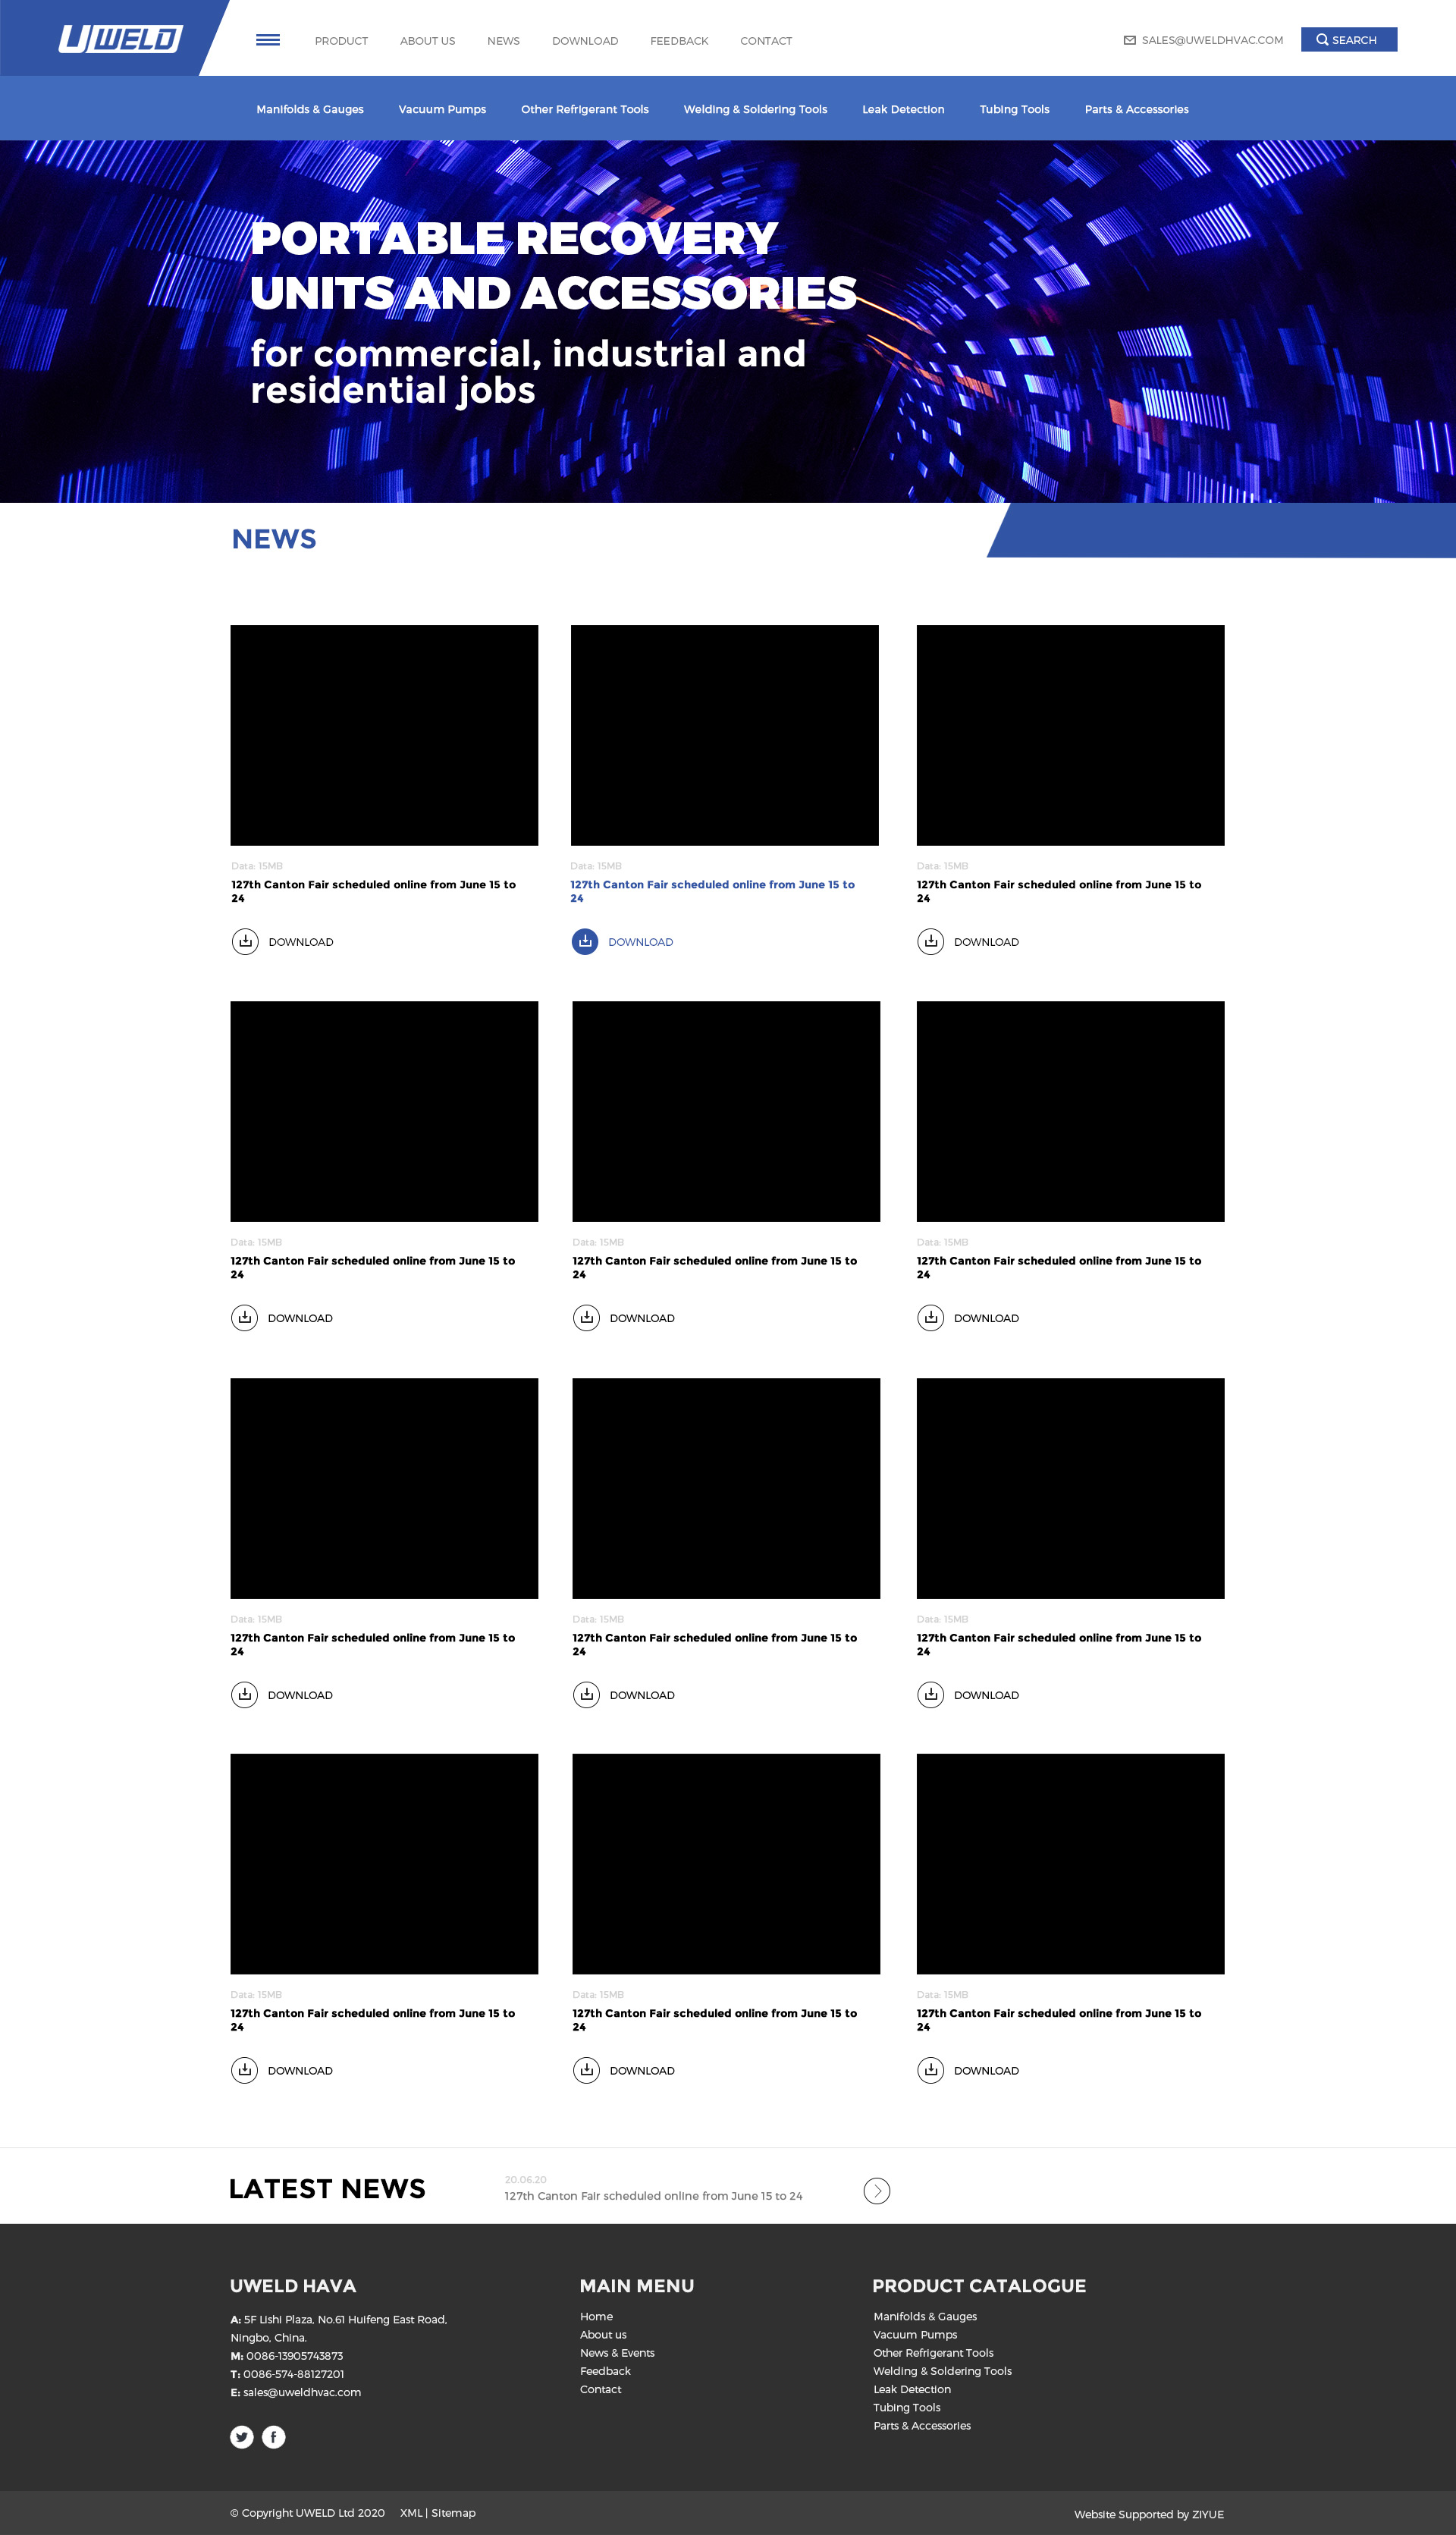 UWELD
PRODUCT ABOUT US NEWS DOWNLOAD FEEDBACK CONTACT
SALES@UWELDHVAC.COM SEARCH
Manifolds & Gauges Vacuum Pumps Other Refrigerant Tools Welding & Soldering Tools Leak Detection Tubing Tools Parts & Accessories
PORTABLE RECOVERY
UNITS AND ACCESSORIES
for commercial, industrial and
residential jobs
NEWS
Data: 15MB
127th Canton Fair scheduled online from June 15 to
24
DOWNLOAD
Data: 15MB
127th Canton Fair scheduled online from June 15 to
24
DOWNLOAD
Data: 15MB
127th Canton Fair scheduled online from June 15 to
24
DOWNLOAD
Data: 15MB
127th Canton Fair scheduled online from June 15 to
24
DOWNLOAD
Data: 15MB
127th Canton Fair scheduled online from June 15 to
24
DOWNLOAD
Data: 15MB
127th Canton Fair scheduled online from June 15 to
24
DOWNLOAD
Data: 15MB
127th Canton Fair scheduled online from June 15 to
24
DOWNLOAD
Data: 15MB
127th Canton Fair scheduled online from June 15 to
24
DOWNLOAD
Data: 15MB
127th Canton Fair scheduled online from June 15 to
24
DOWNLOAD
Data: 15MB
127th Canton Fair scheduled online from June 15 to
24
DOWNLOAD
Data: 15MB
127th Canton Fair scheduled online from June 15 to
24
DOWNLOAD
Data: 15MB
127th Canton Fair scheduled online from June 15 to
24
DOWNLOAD
LATEST NEWS
20.06.20
127th Canton Fair scheduled online from June 15 to 24
UWELD HAVA
A: 5F Lishi Plaza, No.61 Huifeng East Road,
Ningbo, China.
M: 0086-13905743873
T: 0086-574-88127201
E: sales@uweldhvac.com
MAIN MENU
Home
About us
News & Events
Feedback
Contact
PRODUCT CATALOGUE
Manifolds & Gauges
Vacuum Pumps
Other Refrigerant Tools
Welding & Soldering Tools
Leak Detection
Tubing Tools
Parts & Accessories
© Copyright UWELD Ltd 2020 XML | Sitemap
Website Supported by ZIYUE